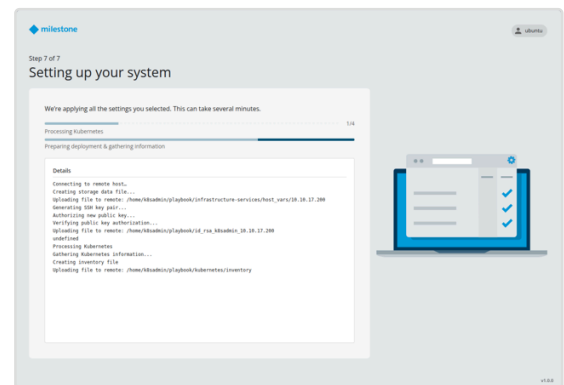 milestone
ubuntu
Step 7 of 7
Setting up your system
We're applying all the settings you selected. This can take several minutes.
1/4
Processing Kubernetes
Preparing deployment & gathering information
Details
Connecting to remote host…
Creating storage data file...
Uploading file to remote: /home/k8sadmin/playbook/infrastructure-services/host_vars/10.10.17.200
Generating SSH key pair...
Authorizing new public key...
Verifying public key authorization...
Uploading file to remote: /home/k8sadmin/playbook/id_rsa_k8sadmin_10.10.17.200
undefined
Processing Kubernetes
Gathering Kubernetes information...
Creating inventory file
Uploading file to remote: /home/k8sadmin/playbook/kubernetes/inventory
v1.0.0